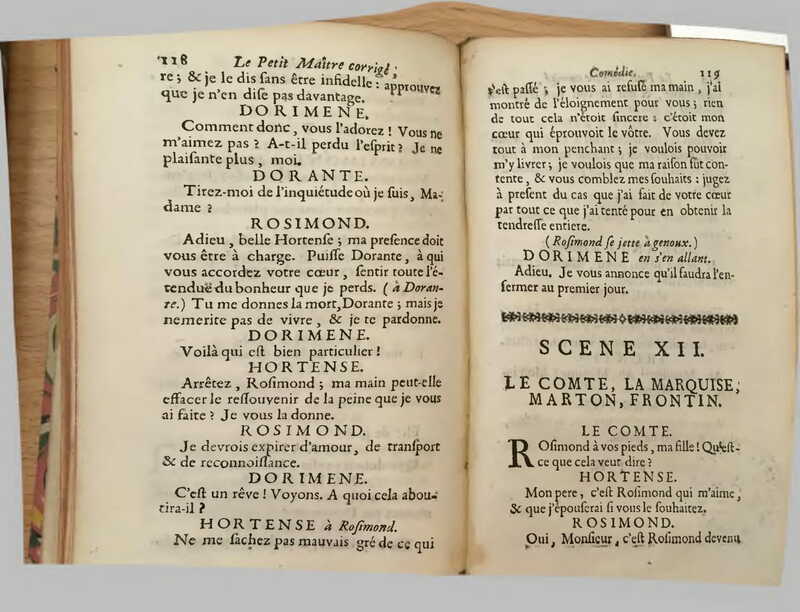 118 Le Petit Maître corrigé;
re ; & je le dis ſans être infidelle : approuvez
que je n'en diſe pas davantage.
DORIMENE.
Comment donc, vous l'adorez ! Vous ne
m'aimez pas ? A-t-il perdu l'eſprit ? Je ne
plaiſante plus, moi.
DORANTE.
Tirez-moi de l'inquiétude où je ſuis, Ma-
dame ?
ROSIMOND.
Adieu, belle Hortenſe ; ma preſence doit
vous être à charge. Puiſſe Dorante, à qui
vous accordez votre cœur, ſentir toute l'é-
tenduë du bonheur que je perds. ( à Doran-
te.) Tu me donnes la mort, Dorante ; mais je
ne merite pas de vivre, & je te pardonne.
DORIMENE.
Voilà qui eſt bien particulier !
HORTENSE.
Arrêtez, Roſimond ; ma main peut-elle
effacer le reſſouvenir de la peine que je vous
ai faite ? Je vous la donne.
ROSIMOND.
Je devrois expirer d'amour, de tranſport
& de reconnoiſſance.
DORIMENE.
C'eſt un rêve ! Voyons. A quoi cela abou-
tira-il ?
HORTENSE à Roſimond.
Ne me ſachez pas mauvais gré de ce qui
Comédie. 119
s'eſt paſſé ; je vous ai refuſé ma main, j'ai
montré de l'éloignement pour vous ; rien
de tout cela n'étoit ſincere : c'étoit mon
cœur qui éprouvoit le vôtre. Vous devez
tout à mon penchant ; je voulois pouvoir
m'y livrer ; je voulois que ma raiſon fût con-
tente, & vous comblez mes ſouhaits : jugez
à preſent du cas que j'ai fait de votre cœur
par tout ce que j'ai tenté pour en obtenir la
tendreſſe entiere.
( Roſimond ſe jette à genoux. )
DORIMENE en s'en allant.
Adieu. Je vous annonce qu'il faudra l'en-
fermer au premier jour.
SCENE XII.
LE COMTE, LA MARQUISE,
MARTON, FRONTIN.
LE COMTE.
ROſimond à vos pieds, ma fille ! Qu'eſt-
ce que cela veut dire ?
HORTENSE.
Mon pere, c'eſt Roſimond qui m'aime,
& que j'épouſerai ſi vous le ſouhaitez.
ROSIMOND.
Oui, Monſieur, c'eſt Roſimond devenu